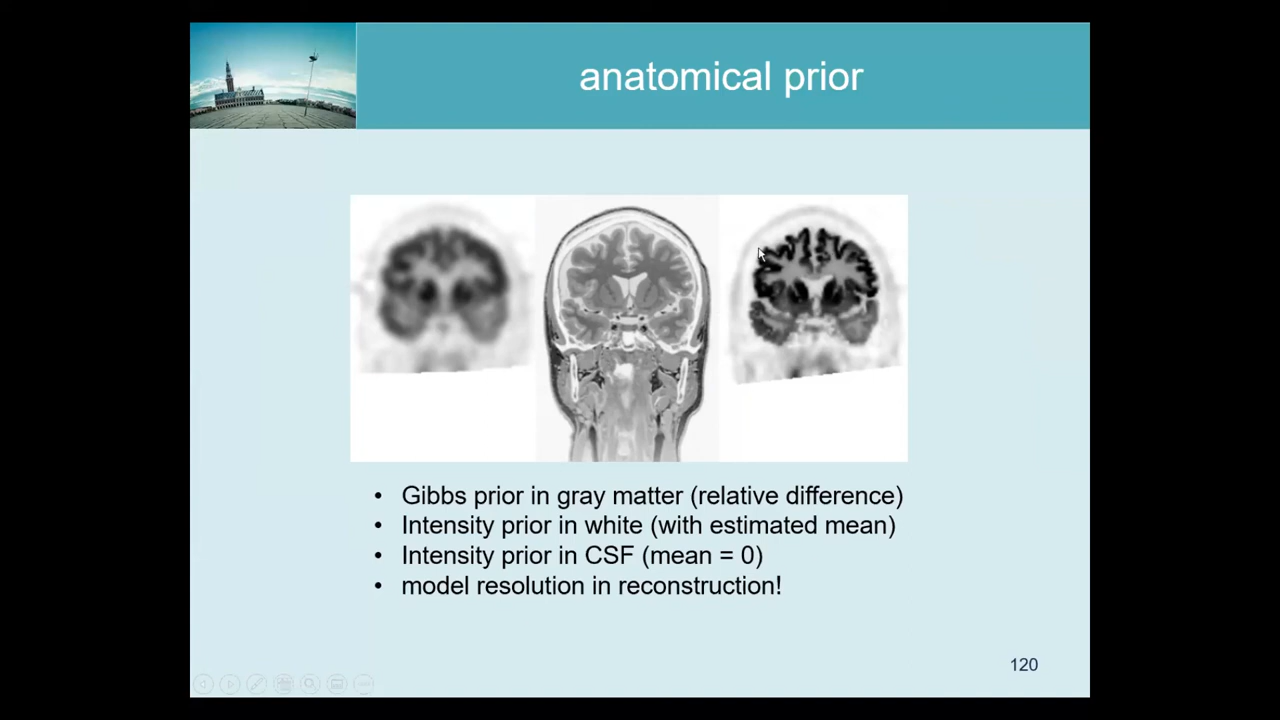 anatomical prior
• Gibbs prior in gray matter (relative difference)
• Intensity prior in white (with estimated mean)
• Intensity prior in CSF (mean = 0)
• model resolution in reconstruction!
120